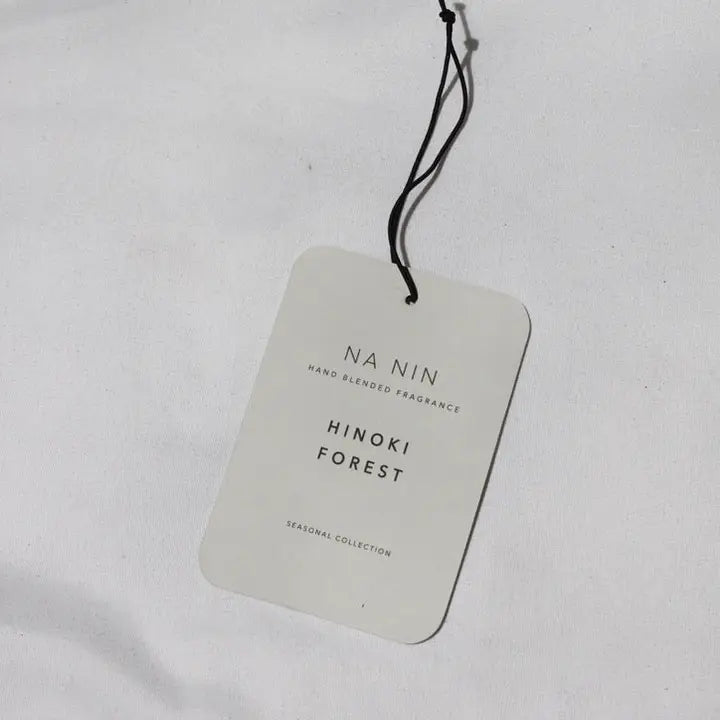 NA NIN
HAND BLENDED FRAGRANCE
HINOKI
FOREST
SEASONAL COLLECTION